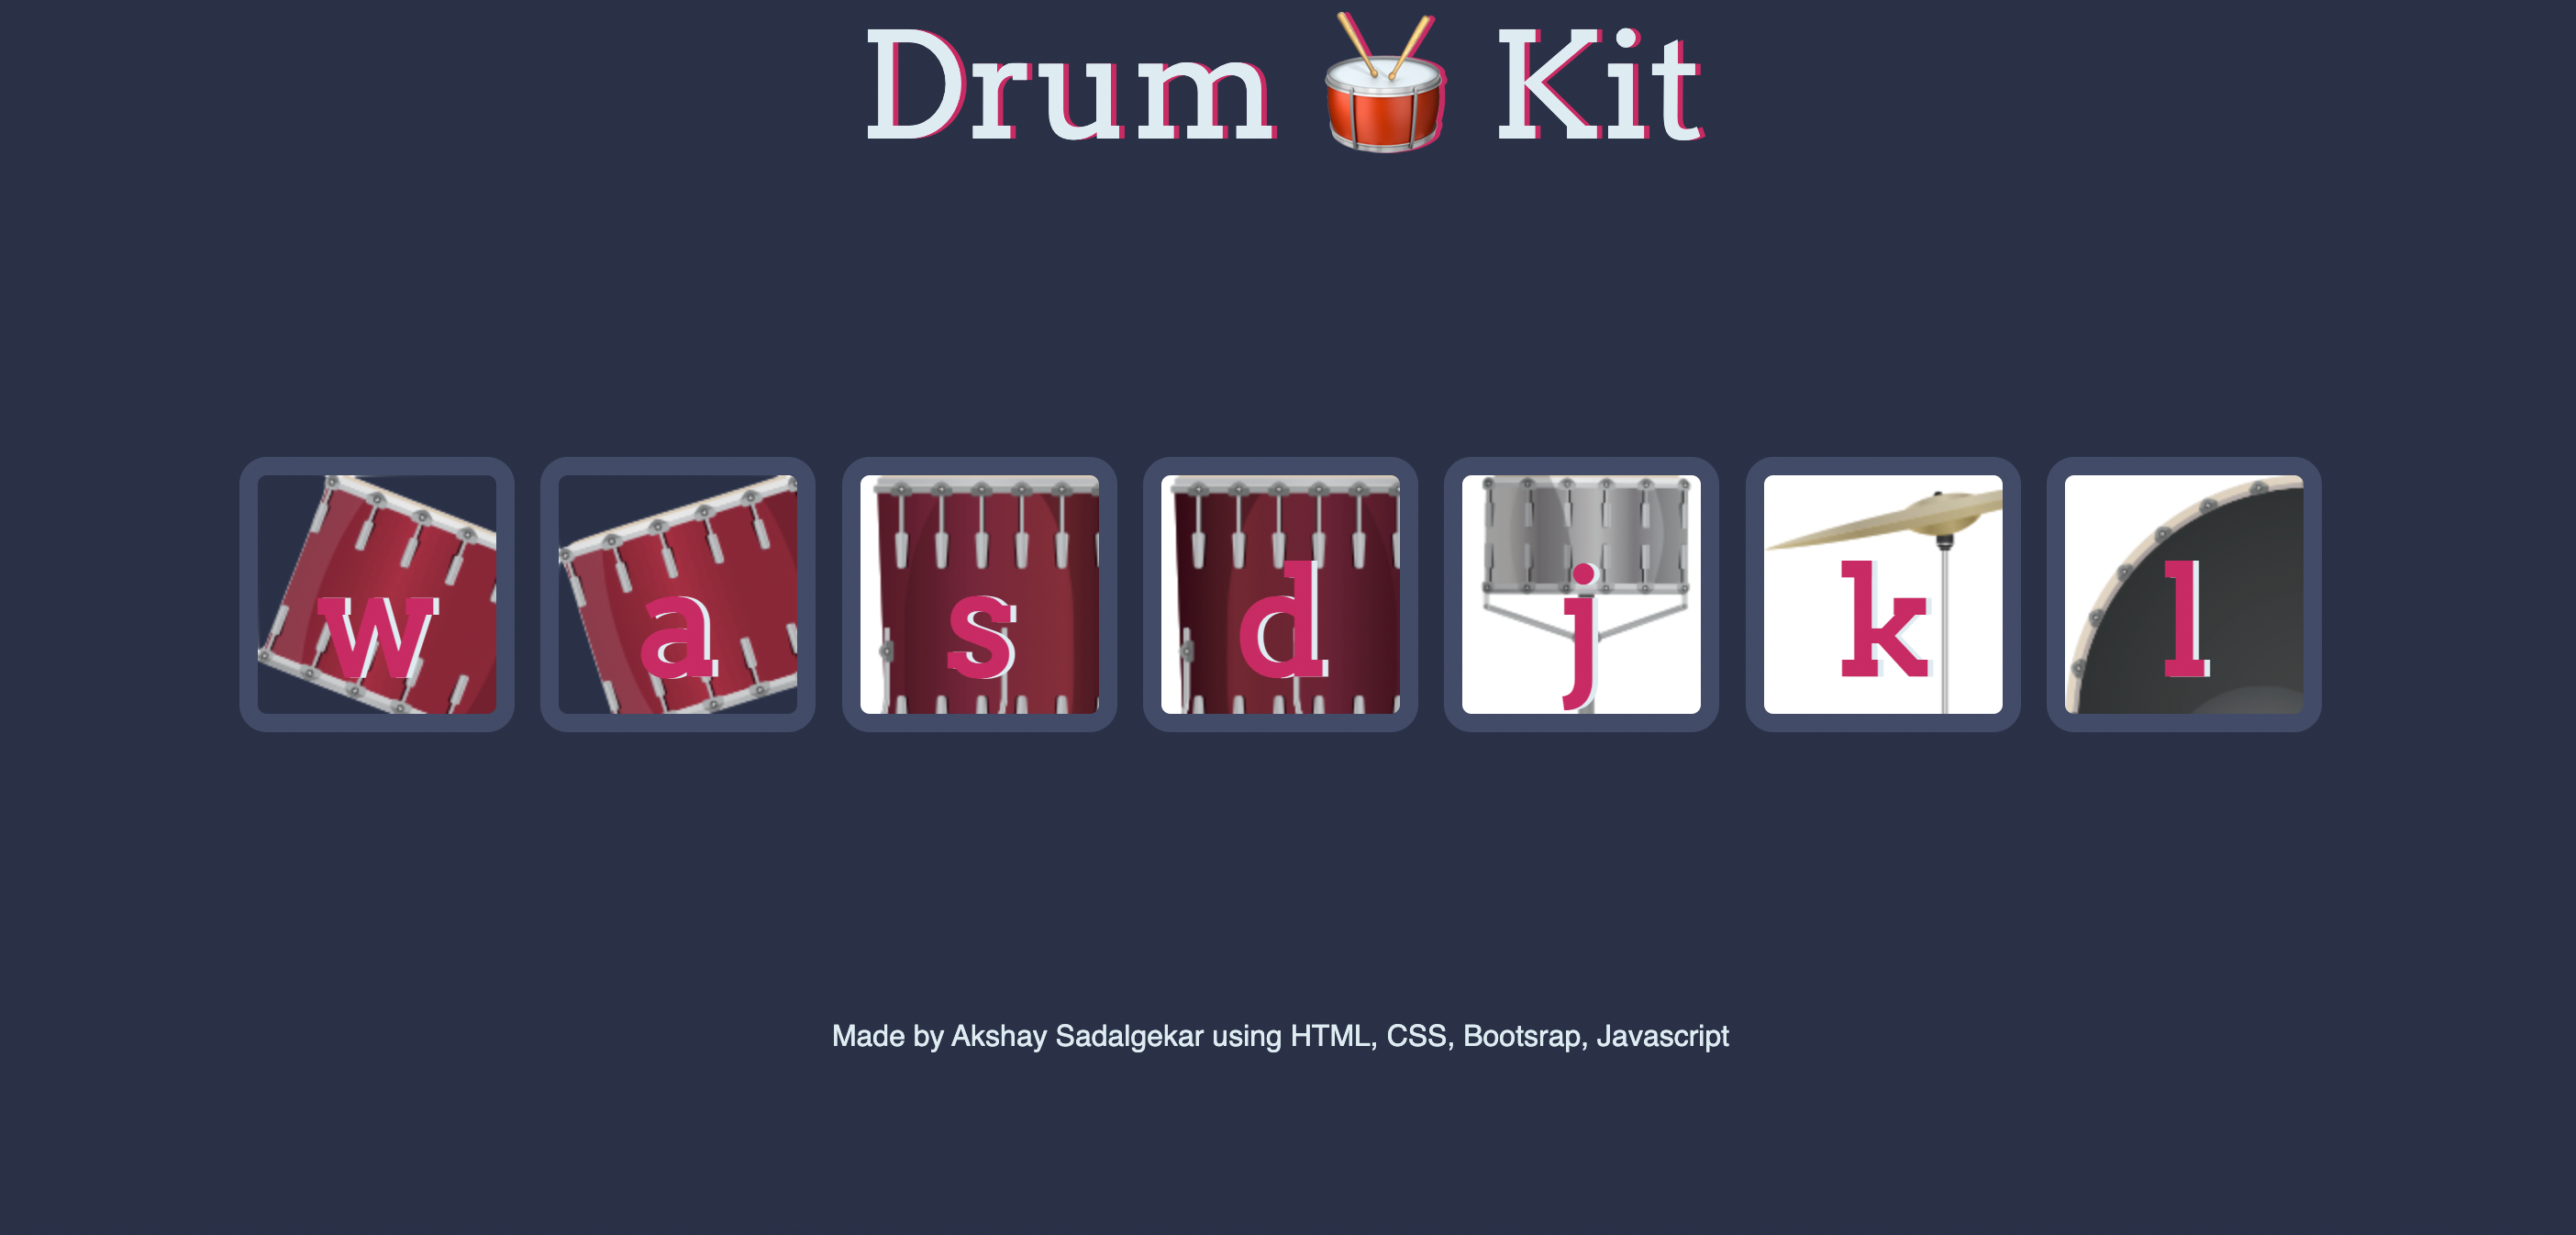 Drum 🥁 Kit
w a s d j k l
Made by Akshay Sadalgekar using HTML, CSS, Bootsrap, Javascript